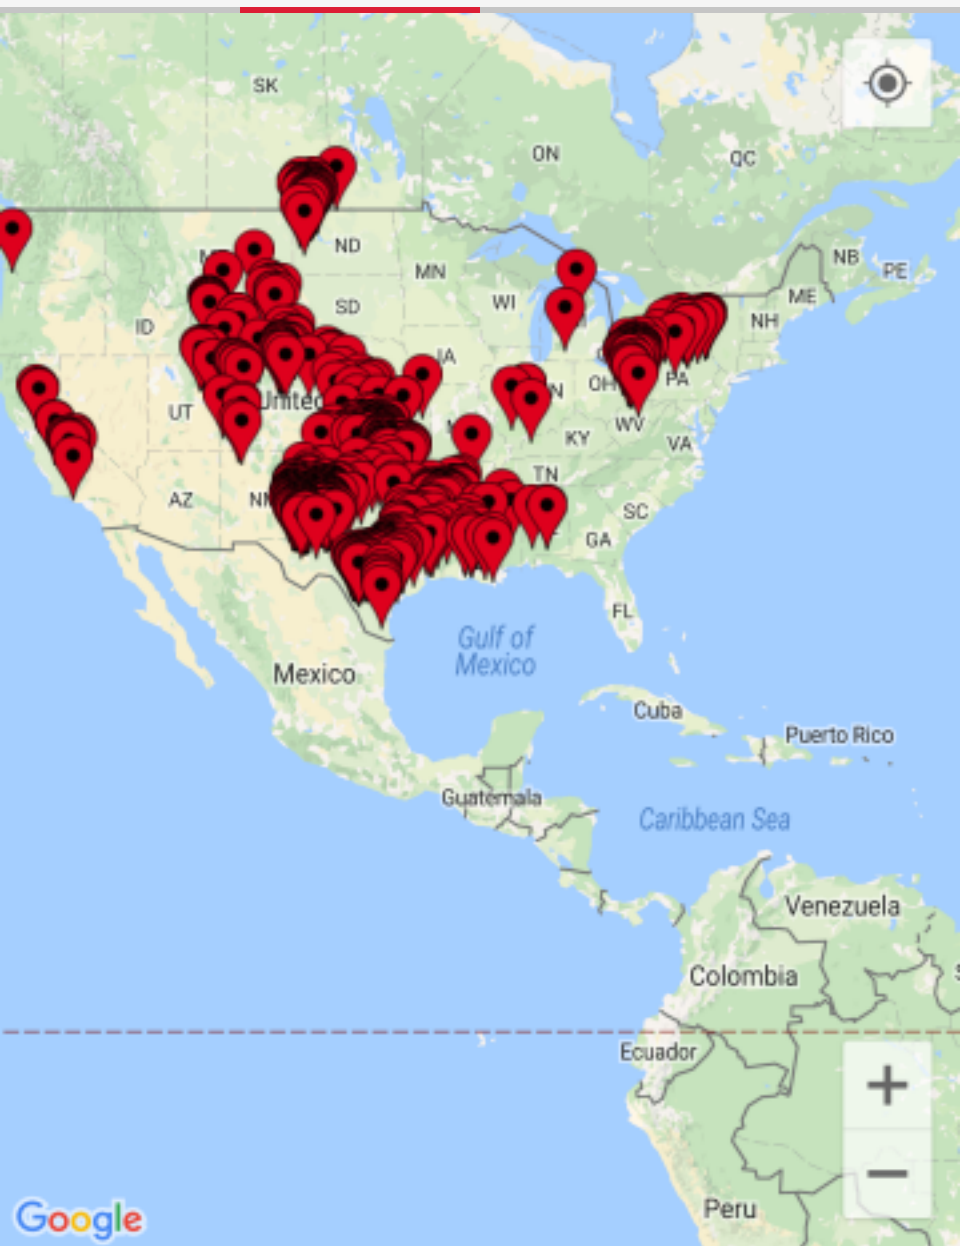 SK
ON
QC
ND
NB
MN
PE
WI
ME
SD
NH
ID
IA
PA
OH
UT
United
WV
KY
VA
TN
AZ
SC
GA
FL
Gulf of
Mexico
Mexico
Cuba
Puerto Rico
Guatemala
Caribbean Sea
Venezuela
Colombia
Ecuador
Peru
Google